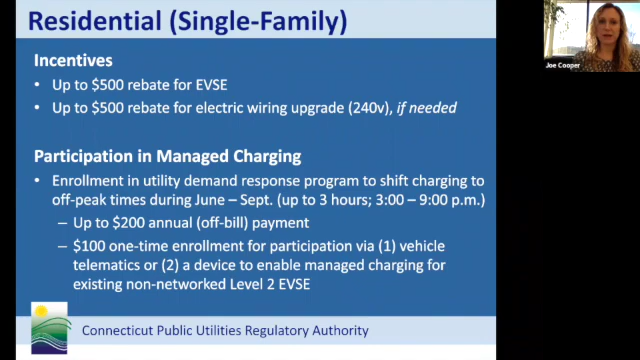 Residential (Single-Family)
Incentives
• Up to $500 rebate for EVSE
• Up to $500 rebate for electric wiring upgrade (240v), if needed
Participation in Managed Charging
• Enrollment in utility demand response program to shift charging to
off-peak times during June – Sept. (up to 3 hours; 3:00 – 9:00 p.m.)
– Up to $200 annual (off-bill) payment
– $100 one-time enrollment for participation via (1) vehicle
telematics or (2) a device to enable managed charging for
existing non-networked Level 2 EVSE
Connecticut Public Utilities Regulatory Authority
Joe Cooper